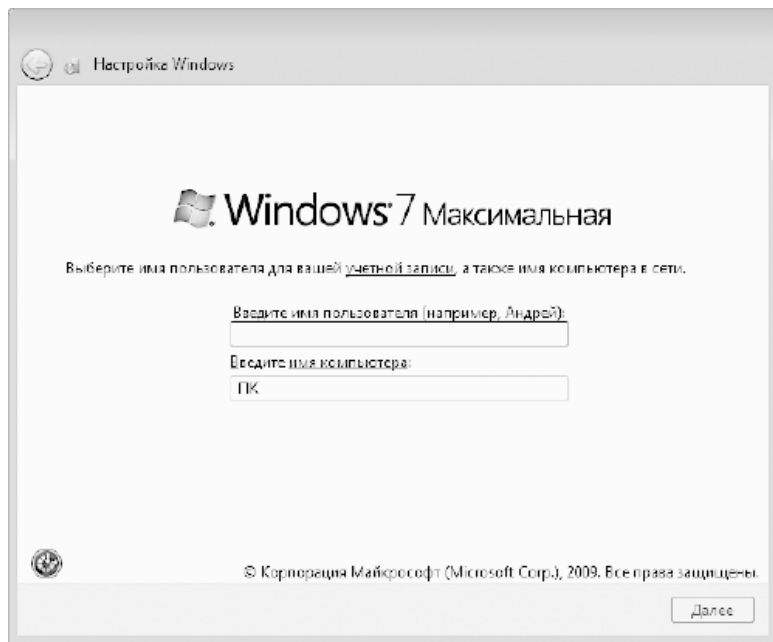 Настройка Windows
Windows 7 Максимальная
Выберите имя пользователя для вашей учетной записи, а также имя компьютера в сети.
Введите имя пользователя (например, Андрей):
Введите имя компьютера:
ПК
© Корпорация Майкрософт (Microsoft Corp.), 2009. Все права защищены.
Далее